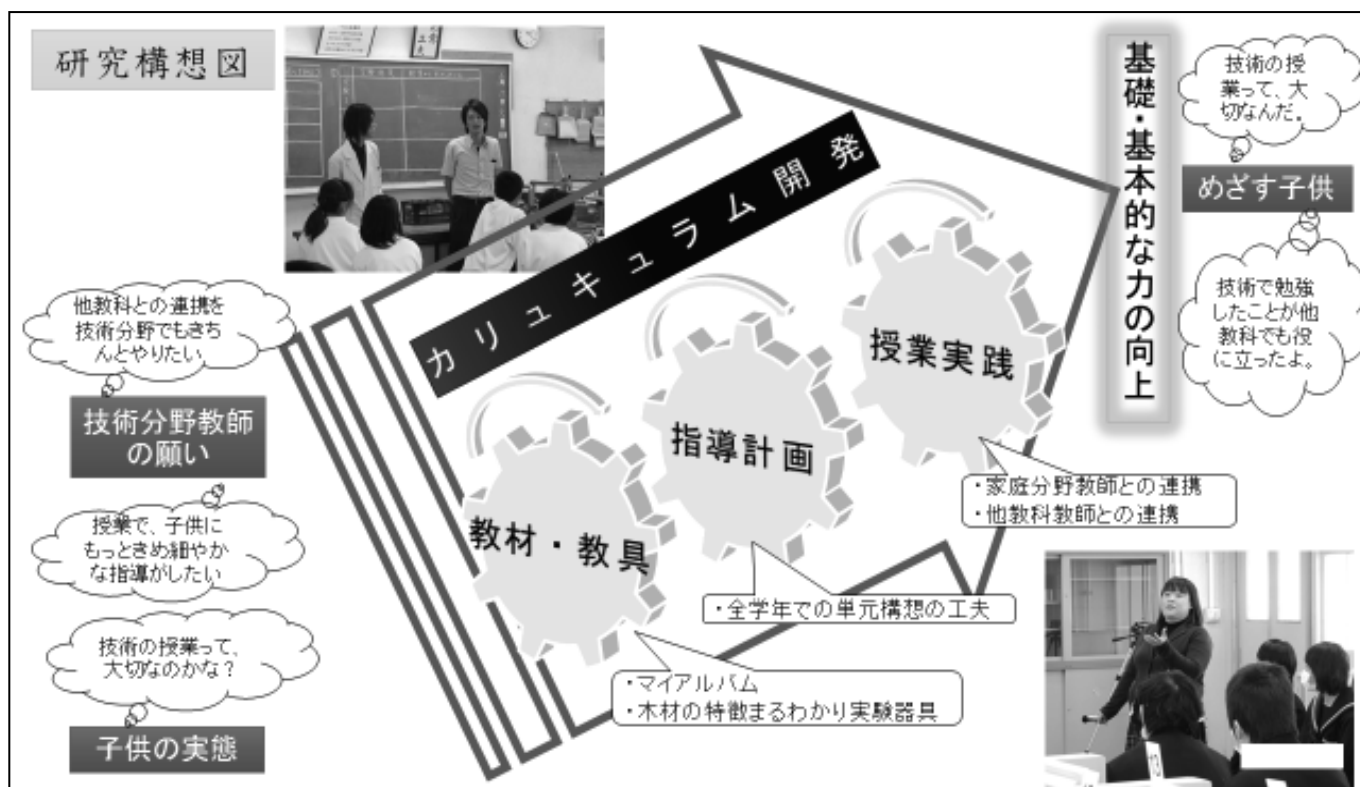 研究構想図
カリュキュラム開発
基礎・基本的な力の向上
技術の授
業って、大
切なんだ。
めざす子供
技術で勉強
したことが他
教科でも役
に立ったよ。
他教科との連携を
技術分野でもきち
んとやりたい
技術分野教師
の願い
授業で、子供に
もっときめ細やか
な指導がしたい
技術の授業って、
大切なのかな？
子供の実態
授業実践
・家庭分野教師との連携
・他教科教師との連携
指導計画
・全学年での単元構想の工夫
教材・教具
・マイアルバム
・木材の特徴まるわかり実験器具
13